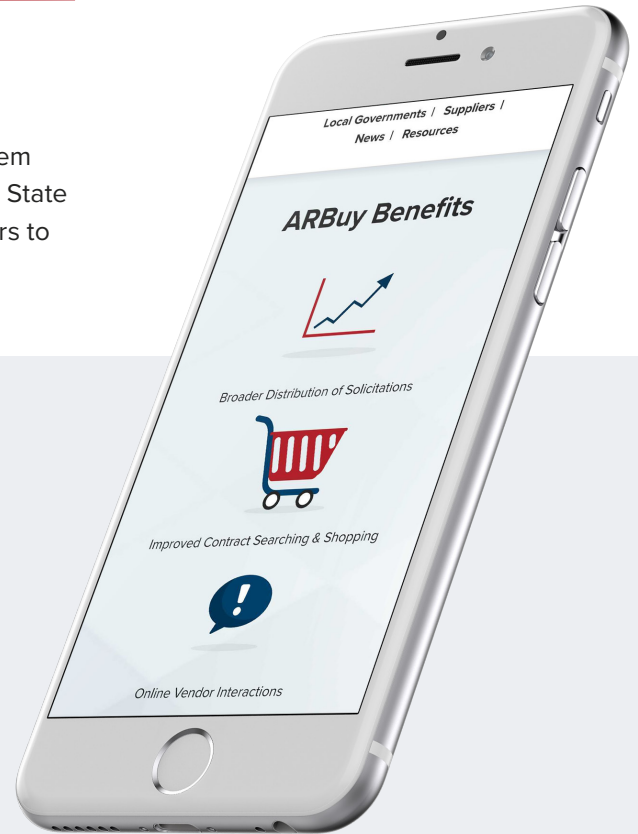 em
State
rs to
Local Governments | Suppliers |
News | Resources
ARBuy Benefits
Broader Distribution of Solicitations
Improved Contract Searching & Shopping
!
Online Vendor Interactions